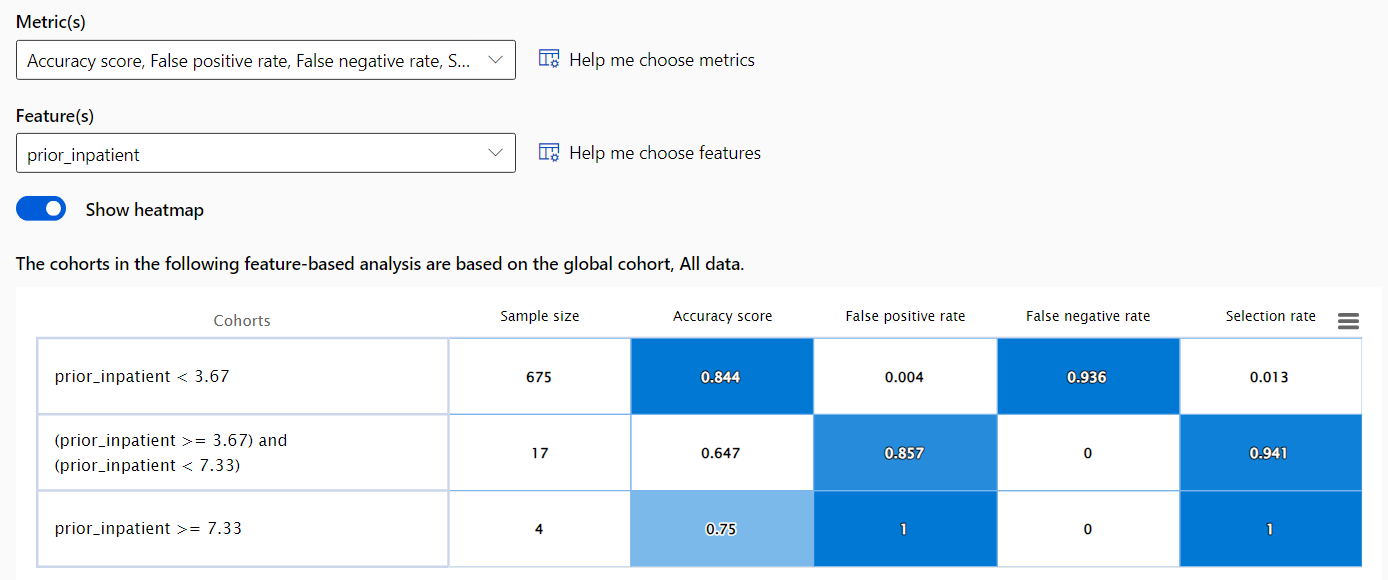 Metric(s)
Accuracy score, False positive rate, False negative rate, S...
Help me choose metrics
Feature(s)
prior_inpatient
Help me choose features
Show heatmap
The cohorts in the following feature-based analysis are based on the global cohort, All data.
Cohorts Sample size Accuracy score False positive rate False negative rate Selection rate
prior_inpatient < 3.67 675 0.844 0.004 0.936 0.013
(prior_inpatient >= 3.67) and
(prior_inpatient < 7.33) 17 0.647 0.857 0 0.941
prior_inpatient >= 7.33 4 0.75 1 0 1